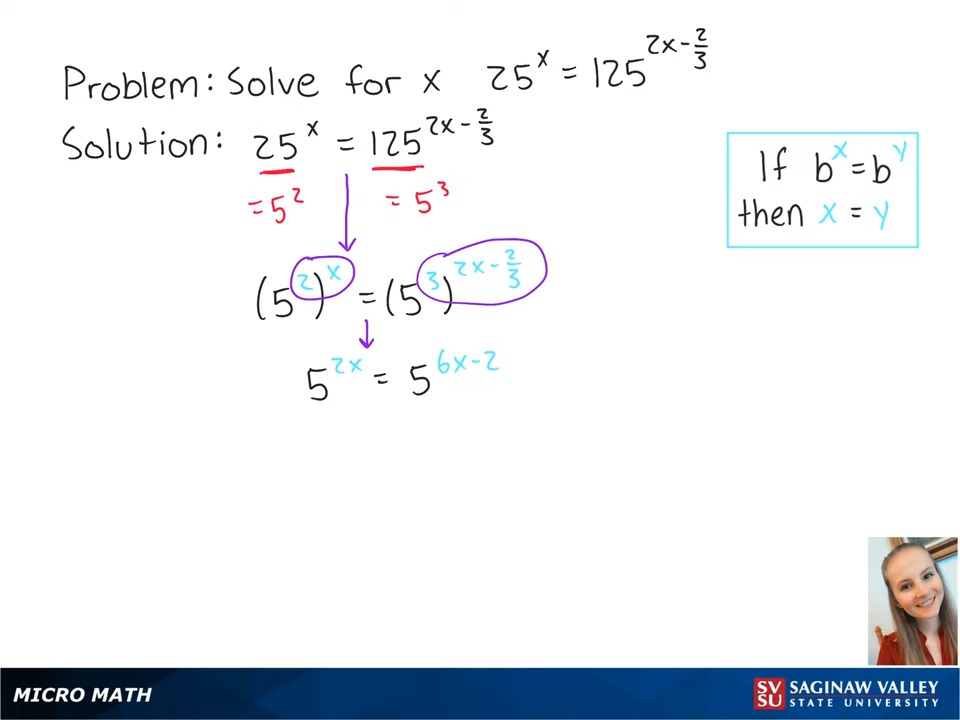 Problem: Solve for x 25^x = 125^(2x - 2/3)
Solution: 25^x = 125^(2x - 2/3)
= 5^2 = 5^3
(5^2)^x = (5^3)^(2x - 2/3)
5^(2x) = 5^(6x - 2)
If b^x = b^y
then x = y
MICRO MATH
SVSU SAGINAW VALLEY
STATE UNIVERSITY